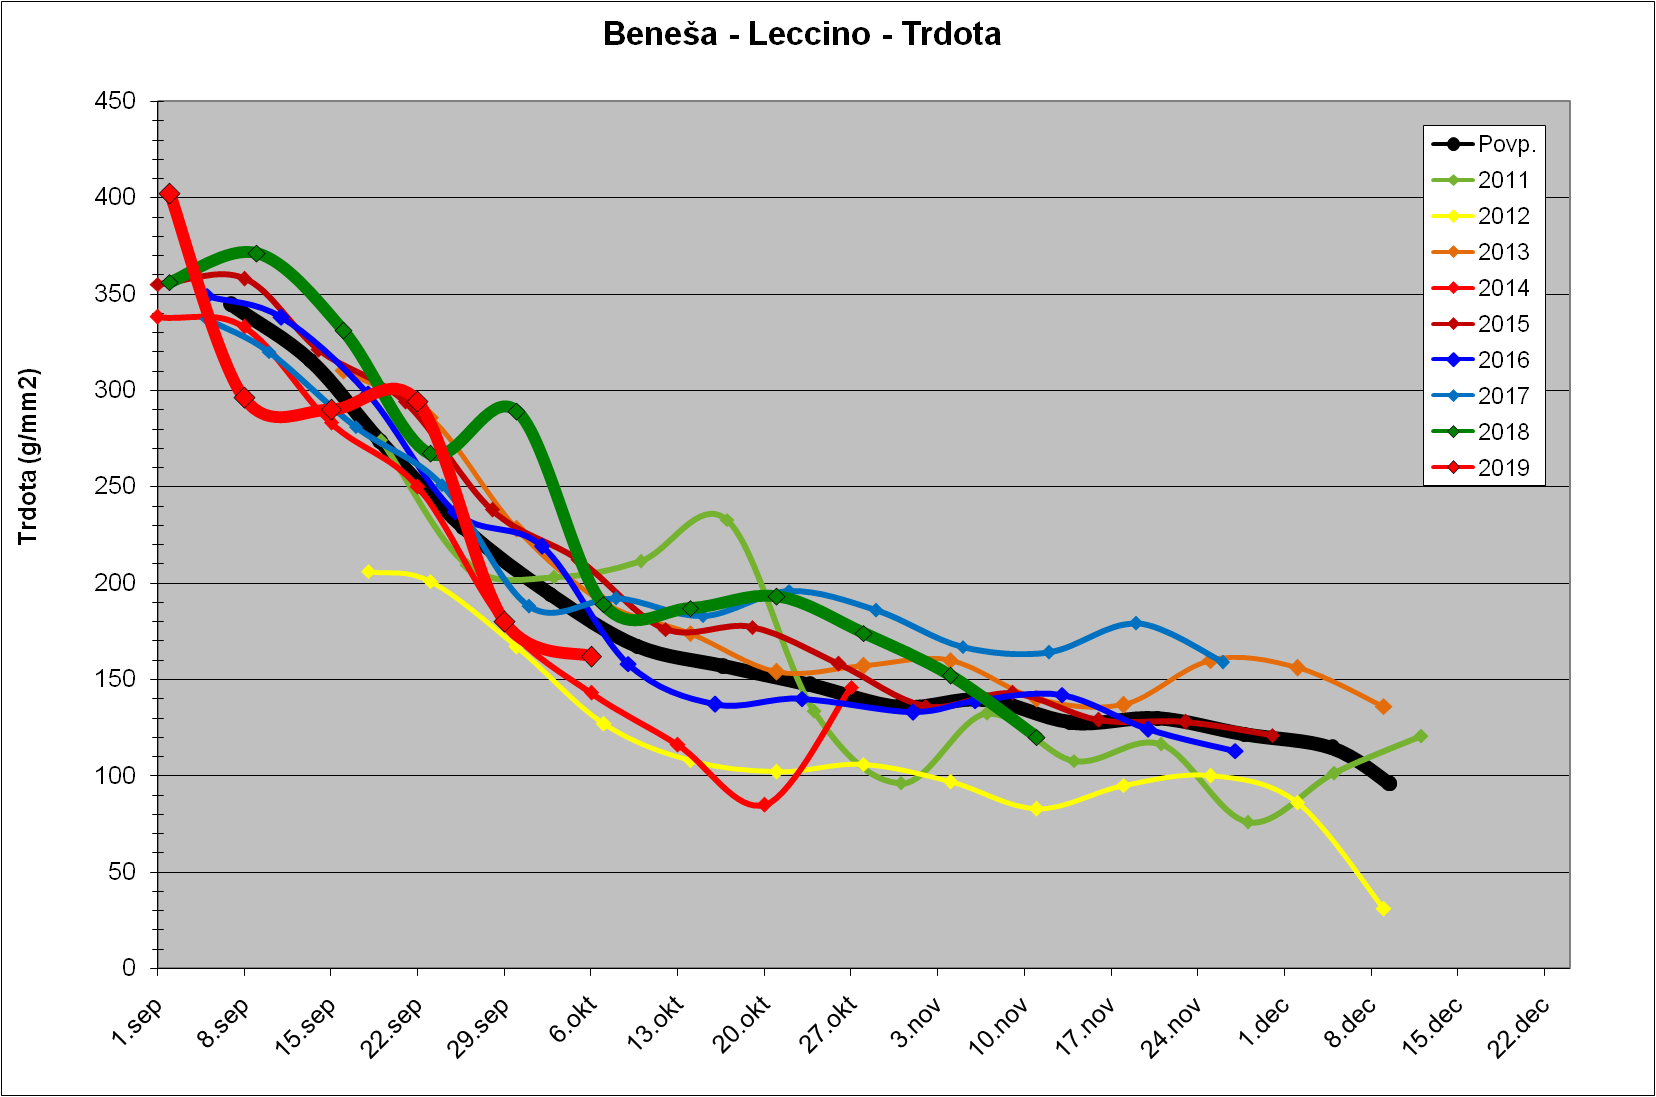 Beneša - Leccino - Trdota
Trdota (g/mm2)
450
400
350
300
250
200
150
100
50
0
1.sep
8.sep
15.sep
22.sep
29.sep
6.okt
13.okt
20.okt
27.okt
3.nov
10.nov
17.nov
24.nov
1.dec
8.dec
15.dec
22.dec
Povp.
2011
2012
2013
2014
2015
2016
2017
2018
2019